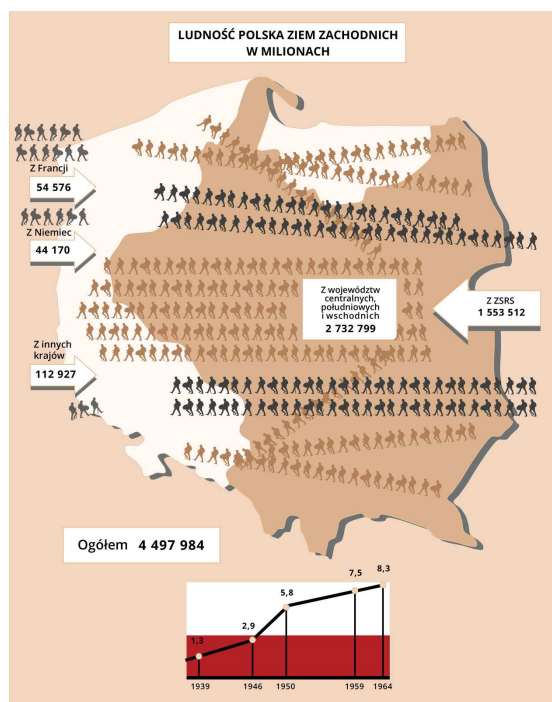 LUDNOŚĆ POLSKA ZIEM ZACHODNICH
W MILIONACH
Z Francji
54 576
Z Niemiec
44 170
Z innych
krajów
112 927
Z województw
centralnych,
południowych
i wschodnich
2 732 799
Z ZSRS
1 553 512
Ogółem 4 497 984
1,3
2,9
5,8
7,5
8,3
1939
1946
1950
1959
1964